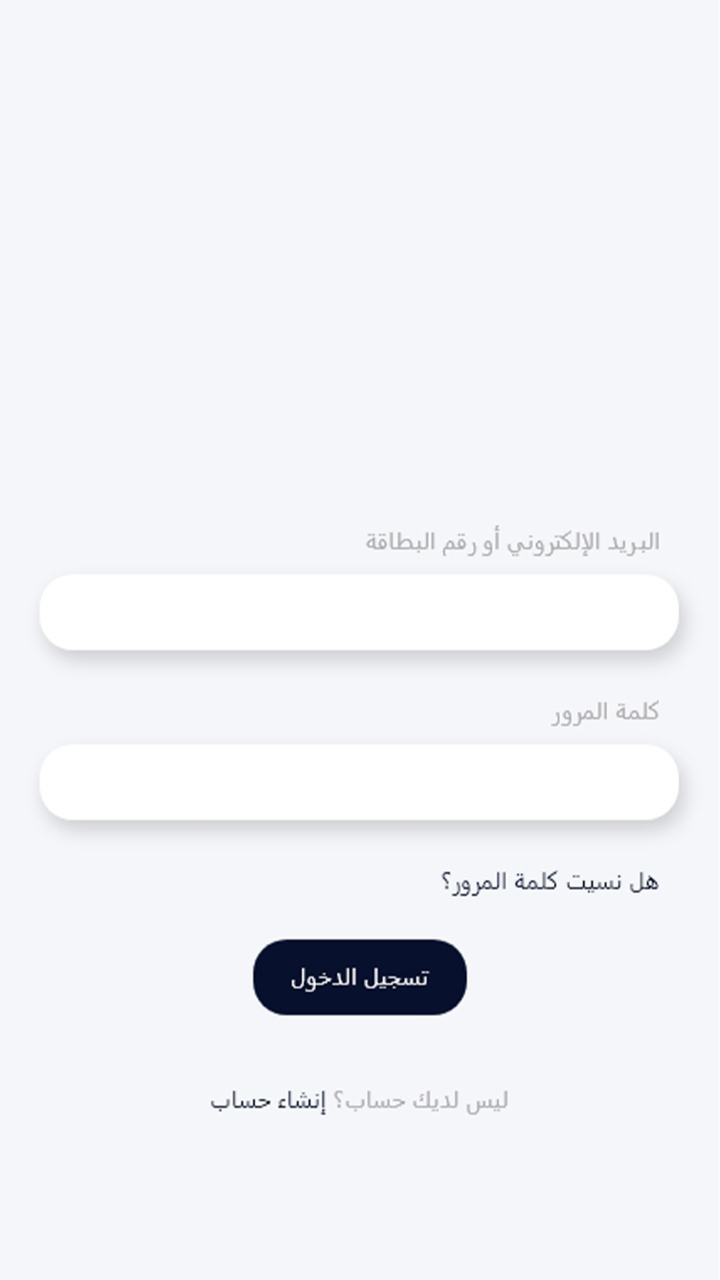 البريد الإلكتروني أو رقم البطاقة
كلمة المرور
هل نسيت كلمة المرور؟
تسجيل الدخول
ليس لديك حساب؟ إنشاء حساب